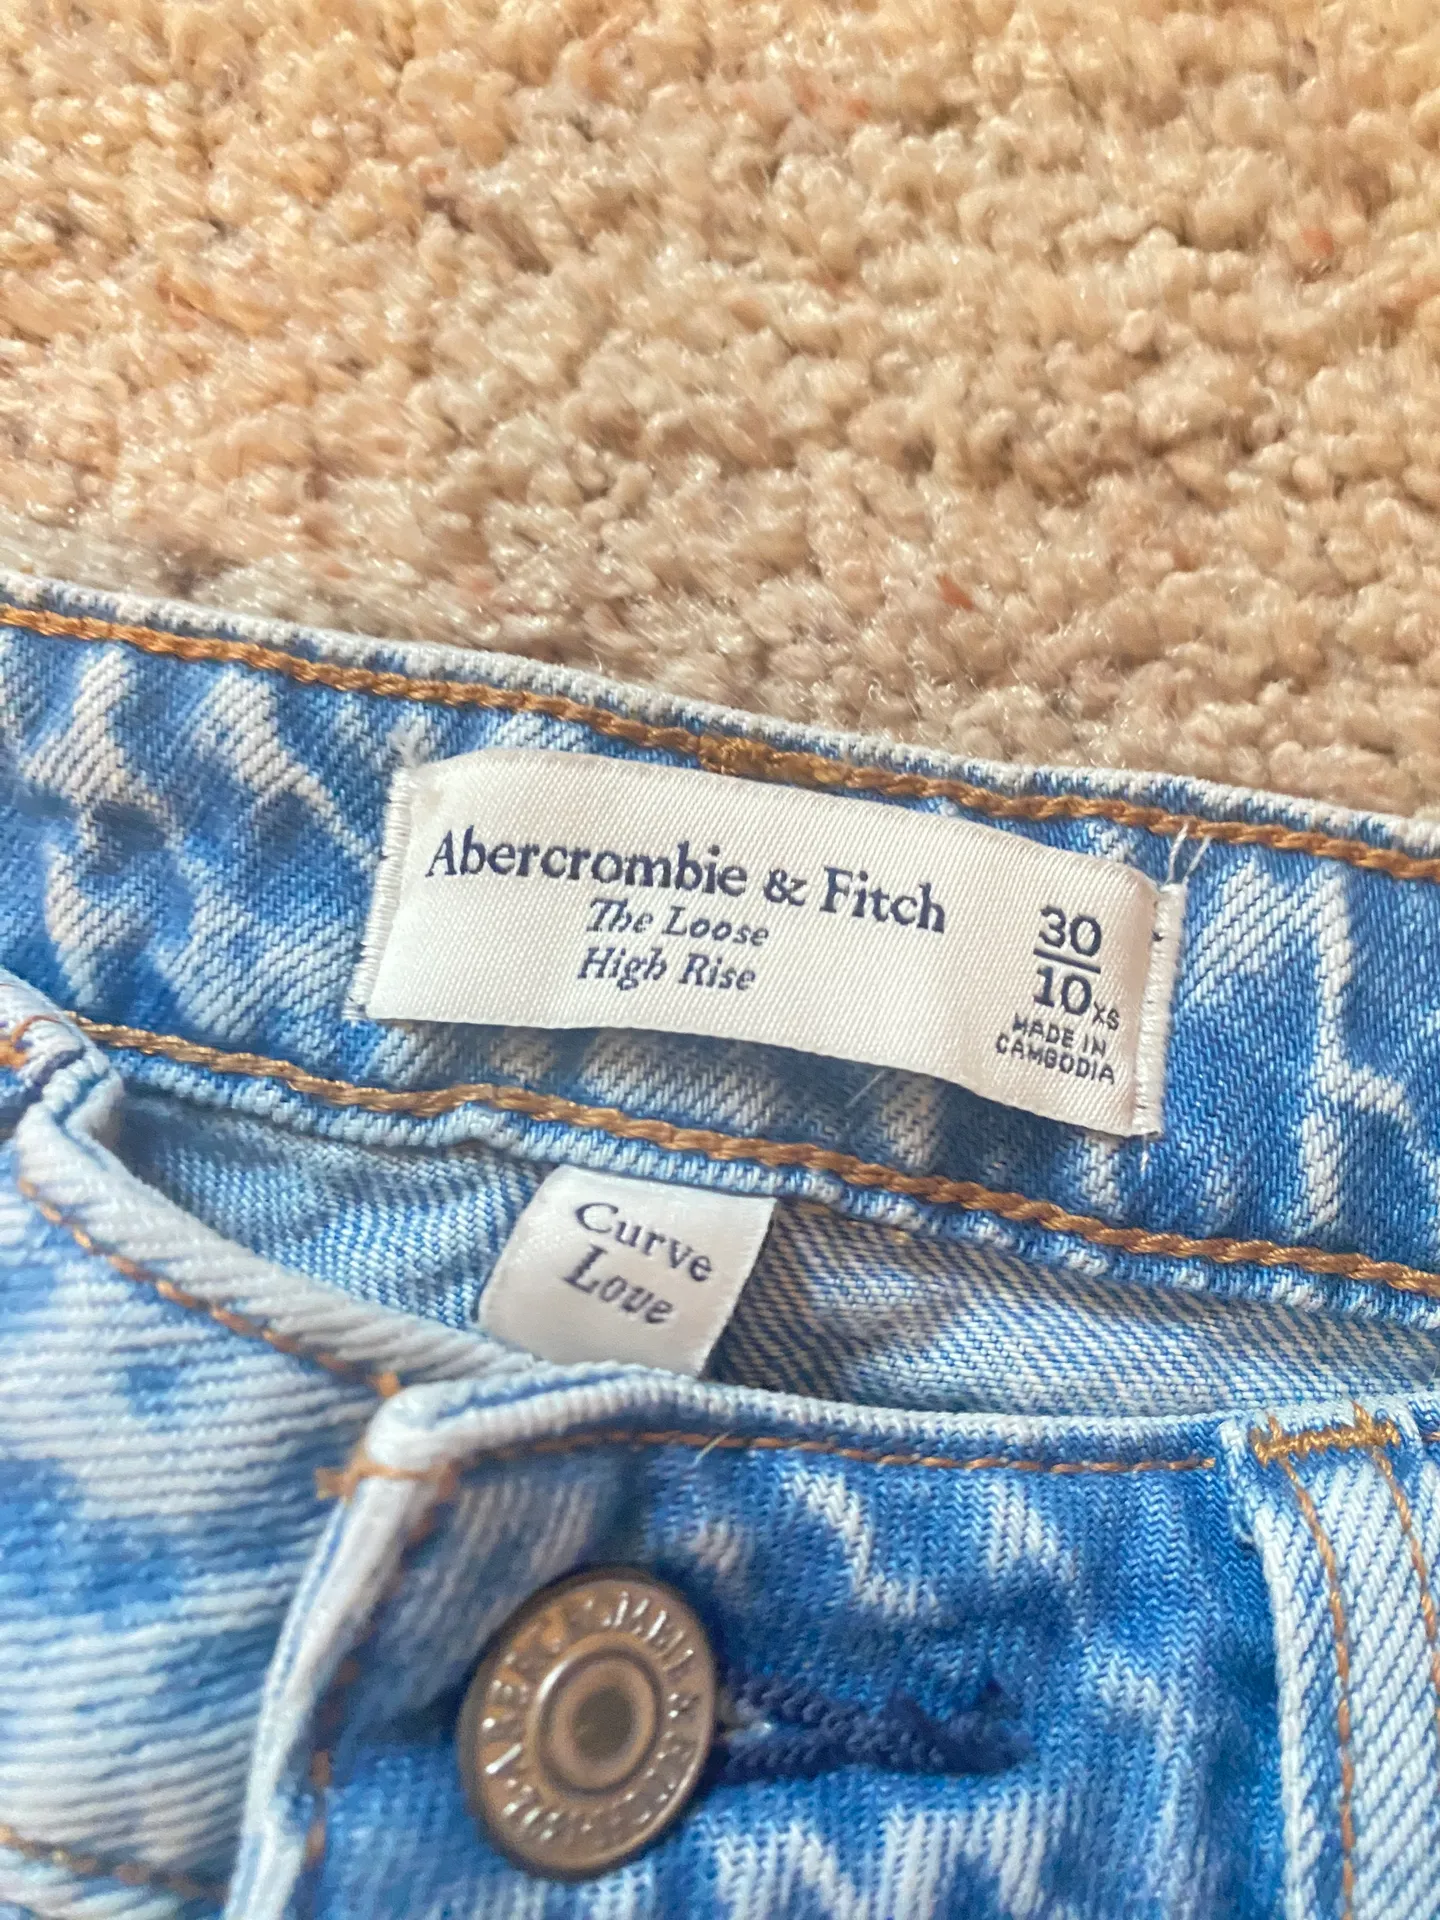 Abercrombie & Fitch
The Loose
High Rise
30
10XS
MADE IN
CAMBODIA
Curve
Love